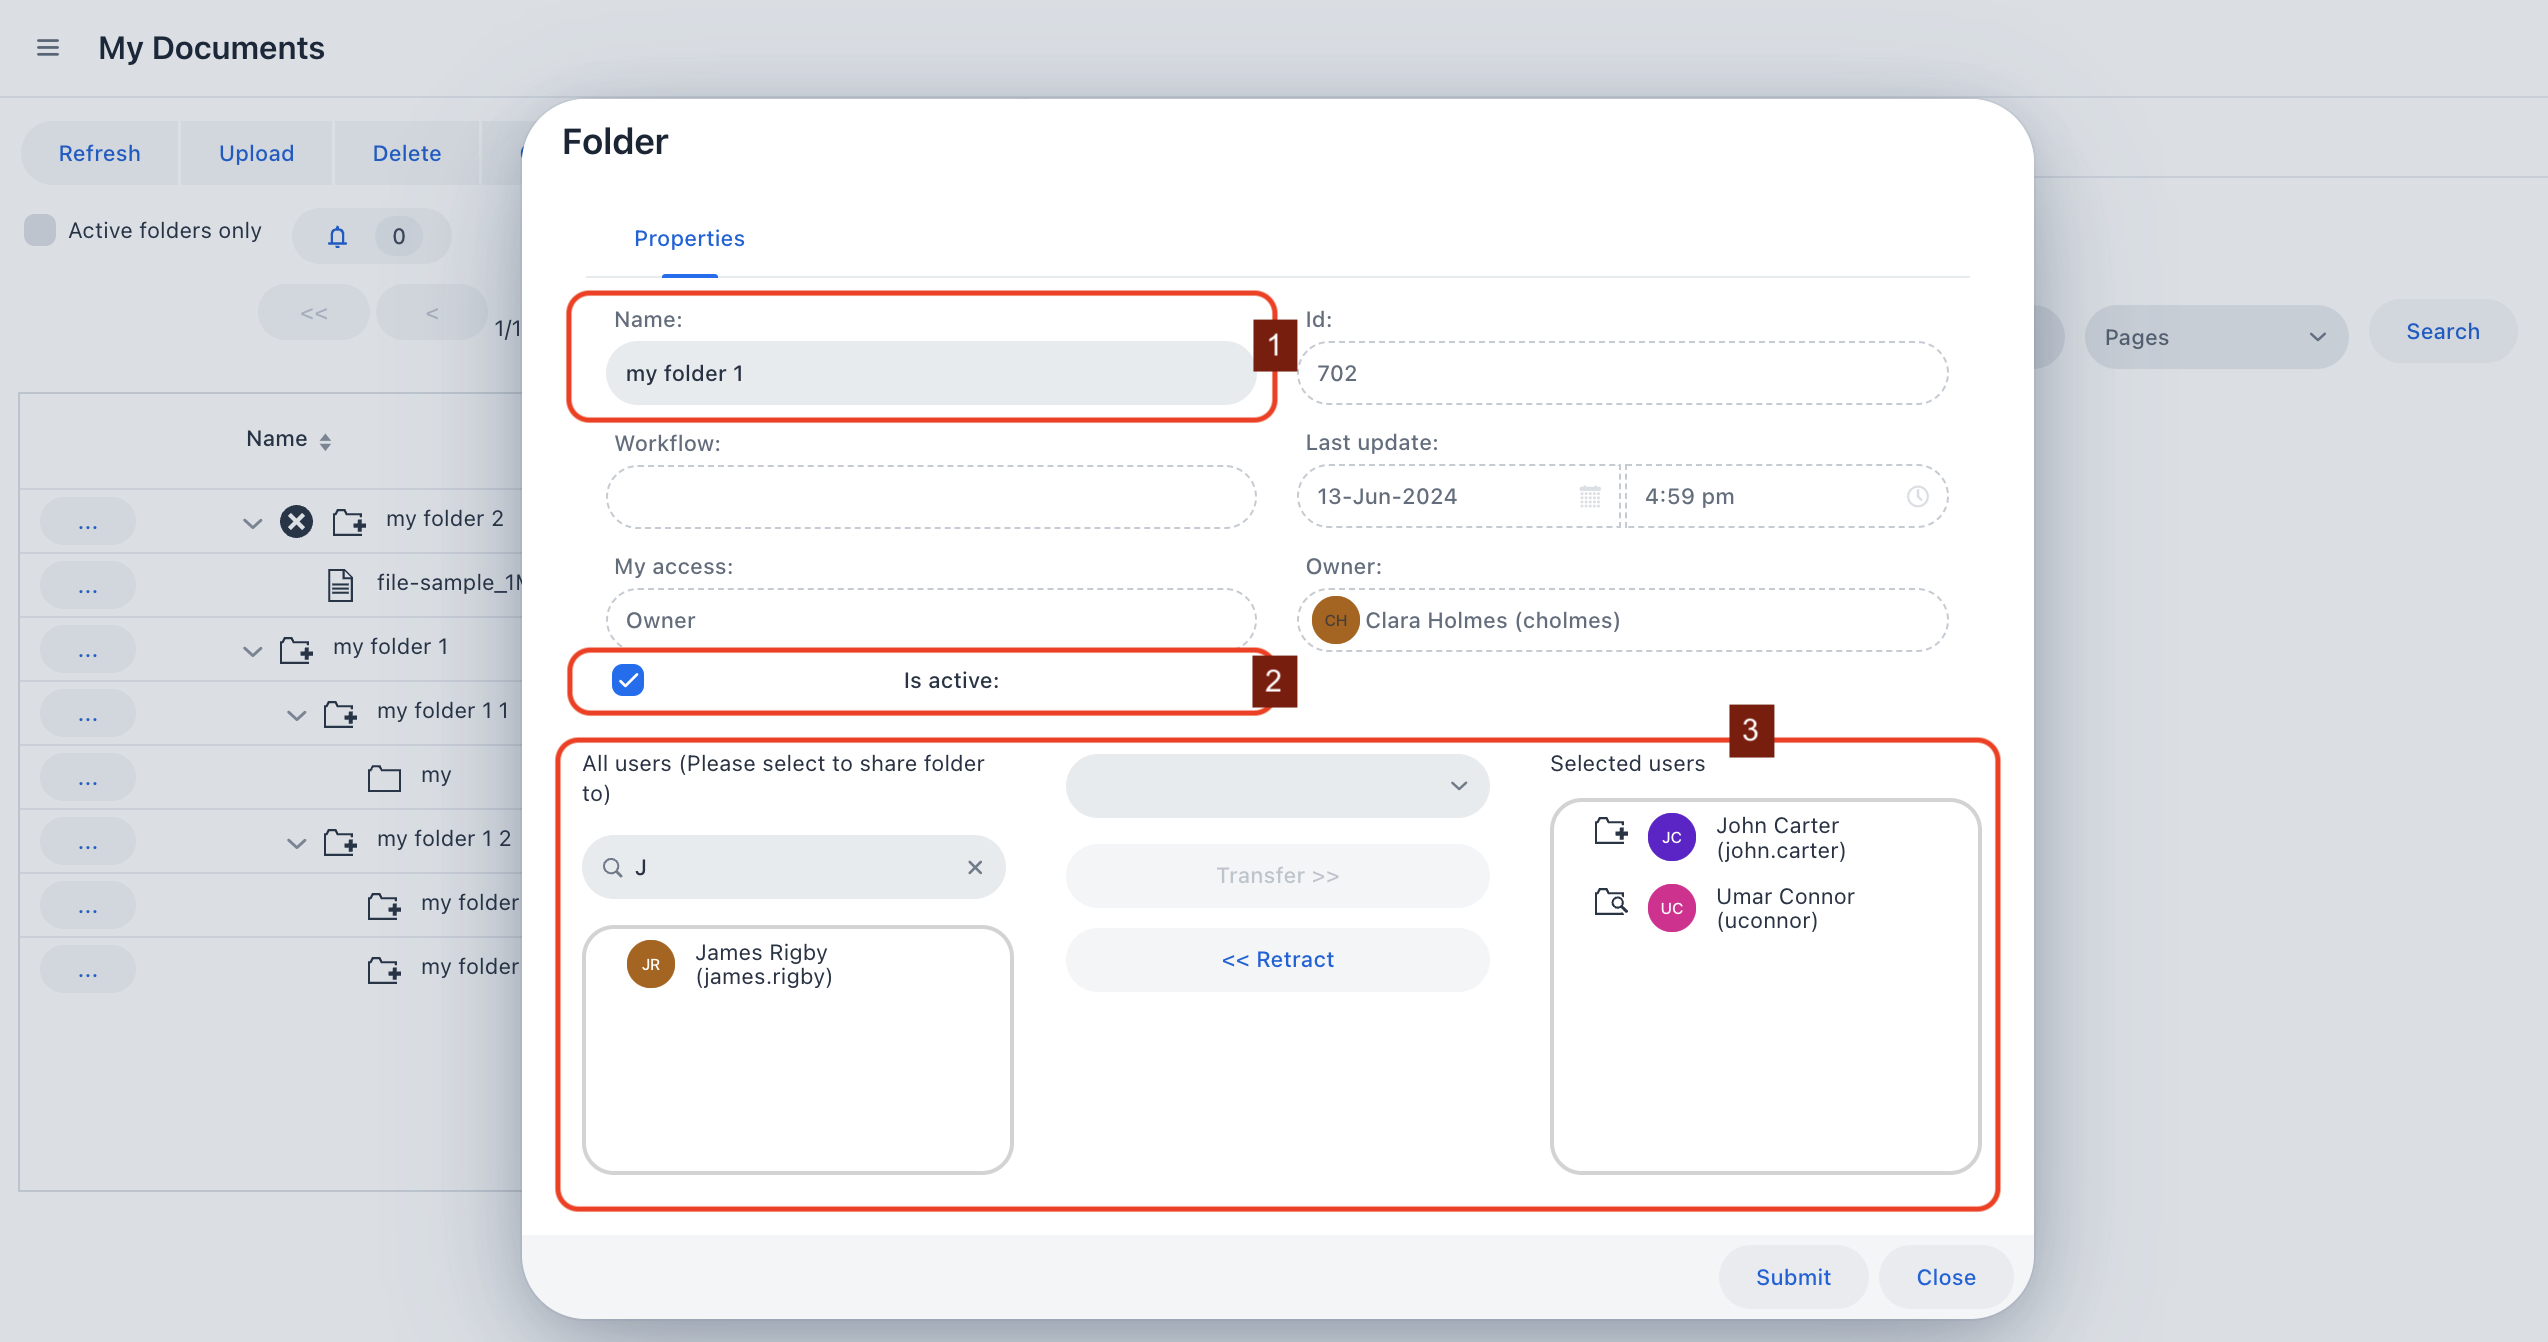 My Documents
Refresh
Upload
Delete
Active folders only
0
<<
<
1/1
Pages
Search
Name
...
my folder 2
...
file-sample_1M
...
my folder 1
...
my folder 1 1
...
my
...
my folder 1 2
...
my folder
...
my folder
Folder
Properties
Name:
my folder 1
1
Id:
702
Workflow:
Last update:
13-Jun-2024
4:59 pm
My access:
Owner
Owner:
CH
Clara Holmes (cholmes)
Is active:
2
3
All users (Please select to share folder
to)
J
JR
James Rigby
(james.rigby)
Transfer >>
<< Retract
Selected users
JC
John Carter
(john.carter)
UC
Umar Connor
(uconnor)
Submit
Close